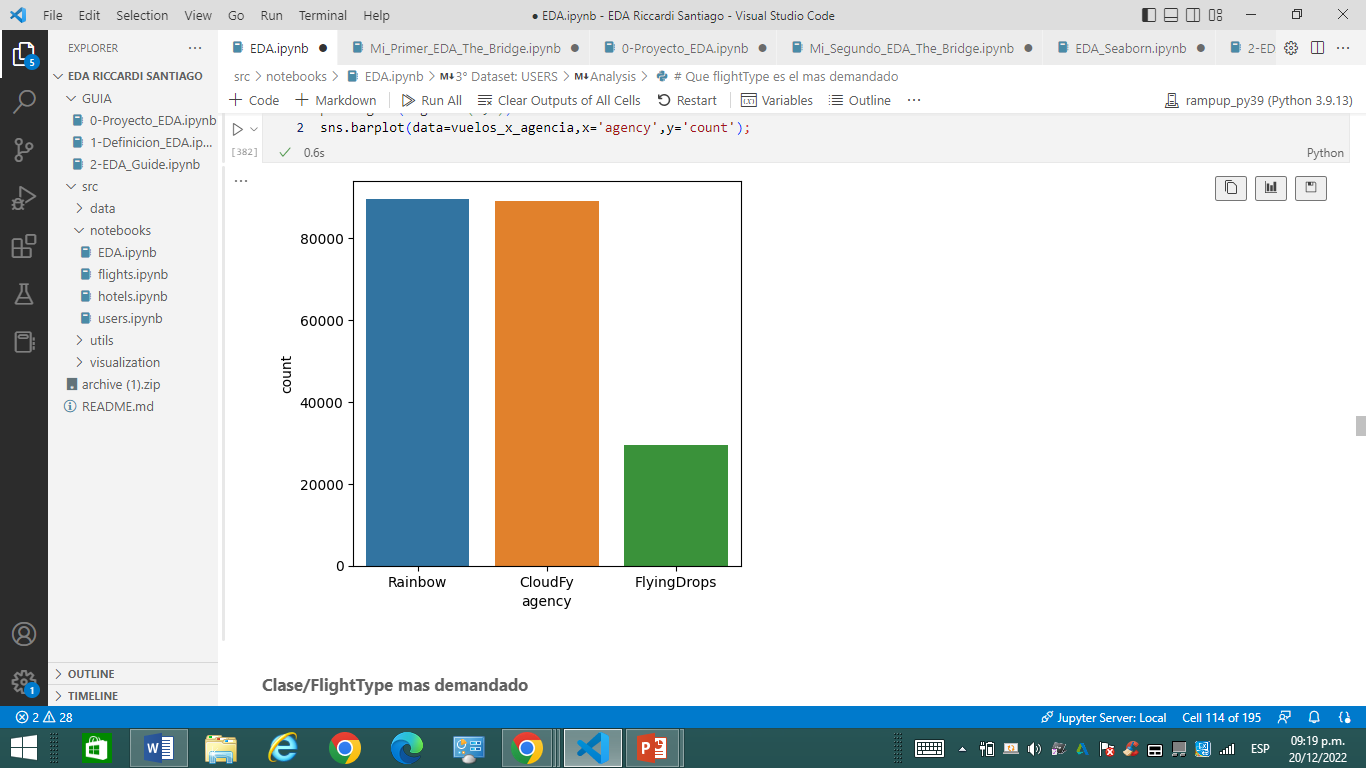 File Edit Selection View Go Run Terminal Help
● EDA.ipynb - EDA Riccardi Santiago - Visual Studio Code
EXPLORER ...
EDA.ipynb ● Mi_Primer_EDA_The_Bridge.ipynb ● 0-Proyecto_EDA.ipynb ● Mi_Segundo_EDA_The_Bridge.ipynb ● EDA_Seaborn.ipynb ● 2-ED
src > notebooks > EDA.ipynb > M↓3° Dataset: USERS > M↓Analysis > # Que flightType es el mas demandado
+ Code + Markdown Run All Clear Outputs of All Cells Restart Variables Outline ... rampup_py39 (Python 3.9.13)
5
EDA RICCARDI SANTIAGO
GUIA
0-Proyecto_EDA.ipynb
1-Definicion_EDA.ip...
2-EDA_Guide.ipynb
src
data
notebooks
EDA.ipynb
flights.ipynb
hotels.ipynb
users.ipynb
utils
visualization
archive (1).zip
README.md
OUTLINE
TIMELINE
1
2 sns.barplot(data=vuelos_x_agencia,x='agency',y='count');
[382] ✓ 0.6s Python
...
80000
60000
40000
20000
0
count
Rainbow CloudFy FlyingDrops
agency
Clase/FlightType mas demandado
2 28 Jupyter Server: Local Cell 114 of 195
ESP
09:19 p.m.
20/12/2022